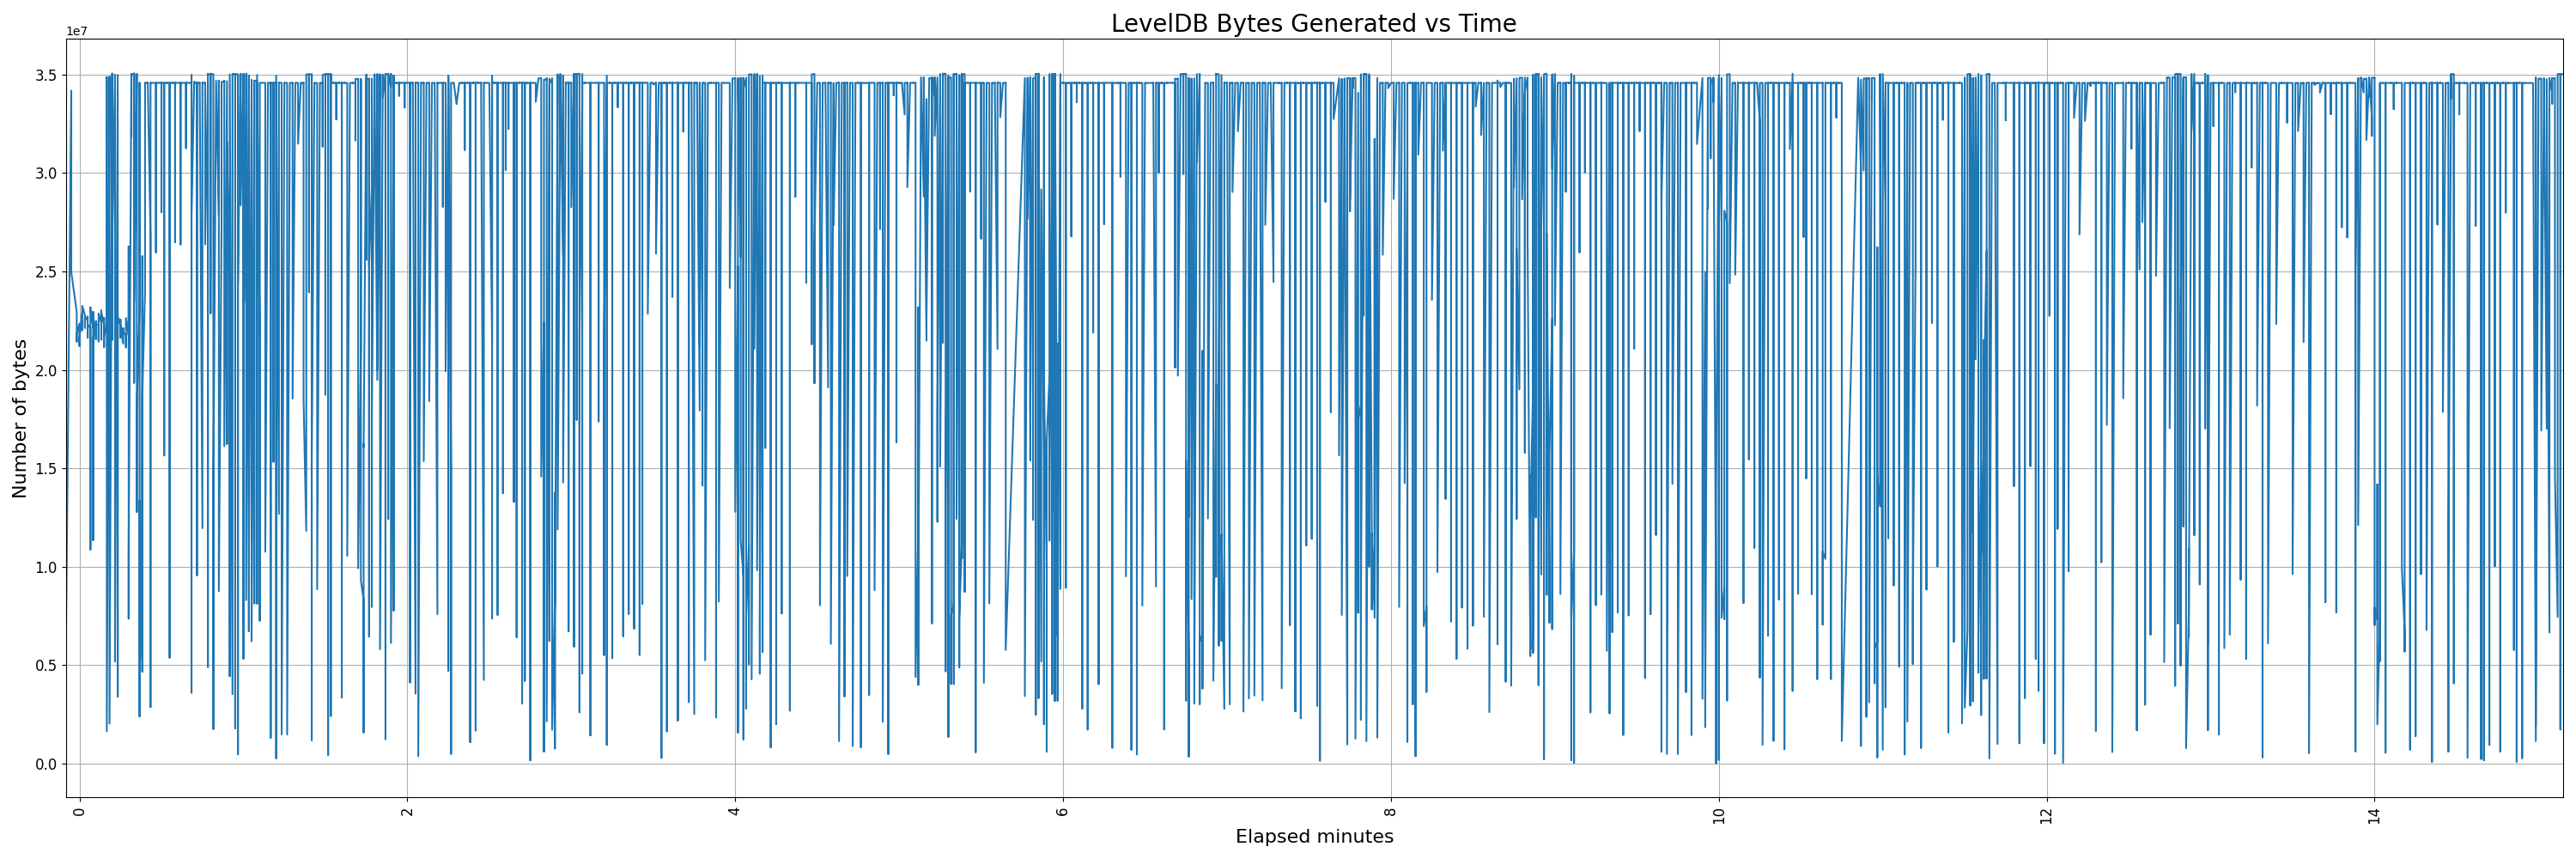 LevelDB Bytes Generated vs Time
1e7
3.5
3.0
2.5
2.0
1.5
1.0
0.5
0.0
Number of bytes
0 2 4 6 8 10 12 14
Elapsed minutes